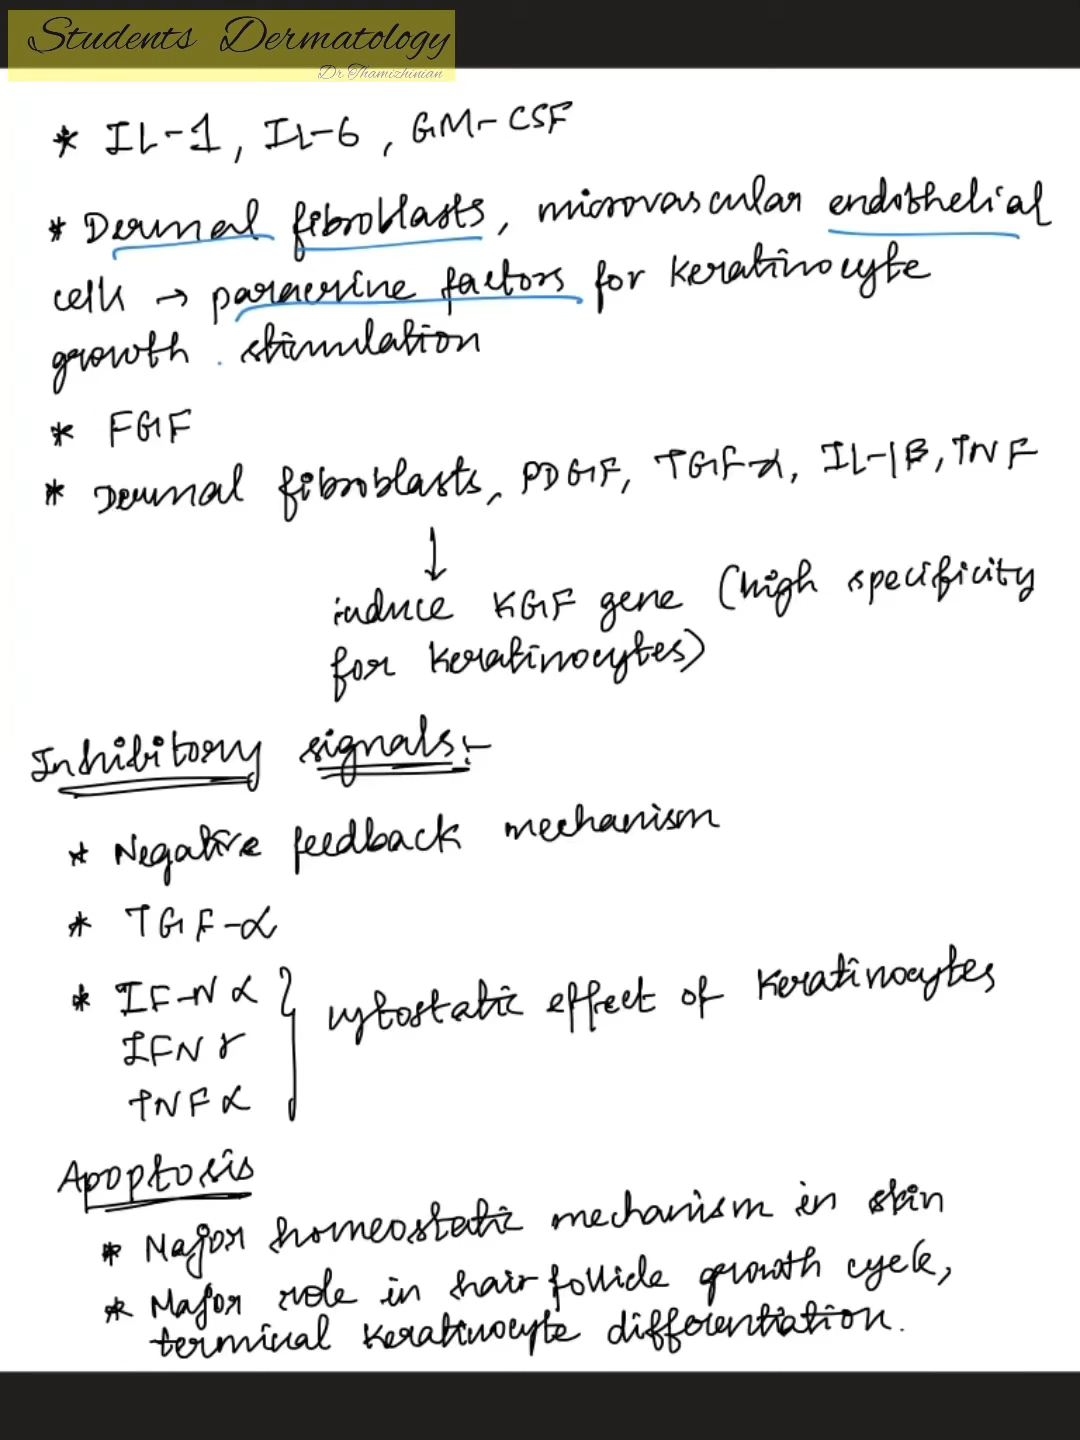 Students Dermatology
Dr Thamizhinian
* IL-1, IL-6, GM-CSF
* Dermal fibroblasts, microvascular endothelial
cells → paracrine factors for keratinocyte
growth stimulation
* FGF
* Dermal fibroblasts, PDGF, TGF-α, IL-1β, TNF
↓
induce KGF gene (high specificity
for keratinocytes)
Inhibitory signals:-
* Negative feedback mechanism
* TGF-α
* IF-N α } cytostatic effect of keratinocytes
IFN γ
TNF α
Apoptosis
* Major homeostatic mechanism in skin
* Major role in hair follicle growth cycle,
terminal keratinocyte differentiation.